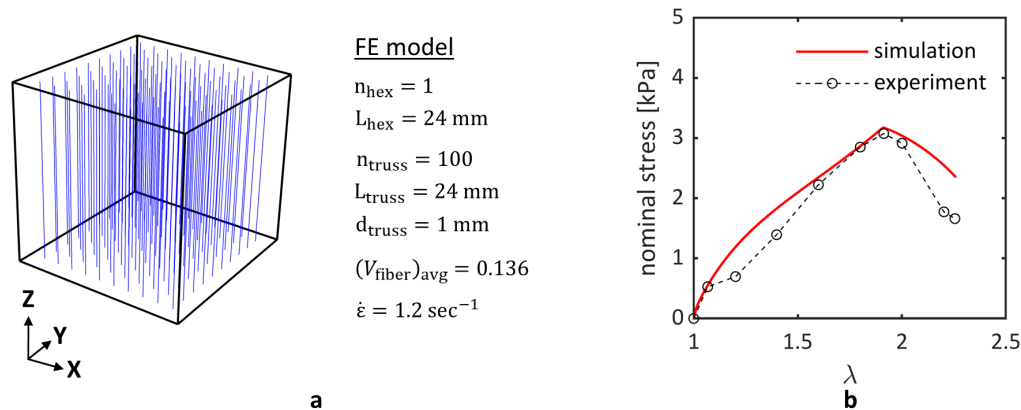 FE model
n_hex = 1
L_hex = 24 mm
n_truss = 100
L_truss = 24 mm
d_truss = 1 mm
(V_fiber)_avg = 0.136
ε̇ = 1.2 sec⁻¹
Z
Y
X
a
5
4
3
2
1
0
nominal stress [kPa]
simulation
experiment
1
1.5
2
2.5
λ
b